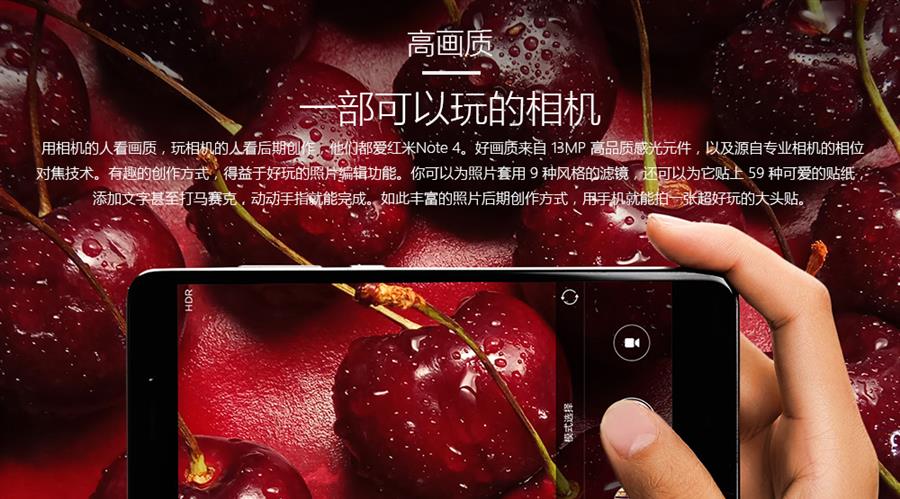 高画质
一部可以玩的相机
用相机的人看画质，玩相机的人看后期创作，他们都爱红米Note 4。好画质来自 13MP 高品质感光元件，以及源自专业相机的相位
对焦技术。有趣的创作方式，得益于好玩的照片编辑功能。你可以为照片套用 9 种风格的滤镜，还可以为它贴上 59 种可爱的贴纸，
添加文字甚至打马赛克，动动手指就能完成。如此丰富的照片后期创作方式，用手机就能拍一张超好玩的大头贴。
HDR
模式选择